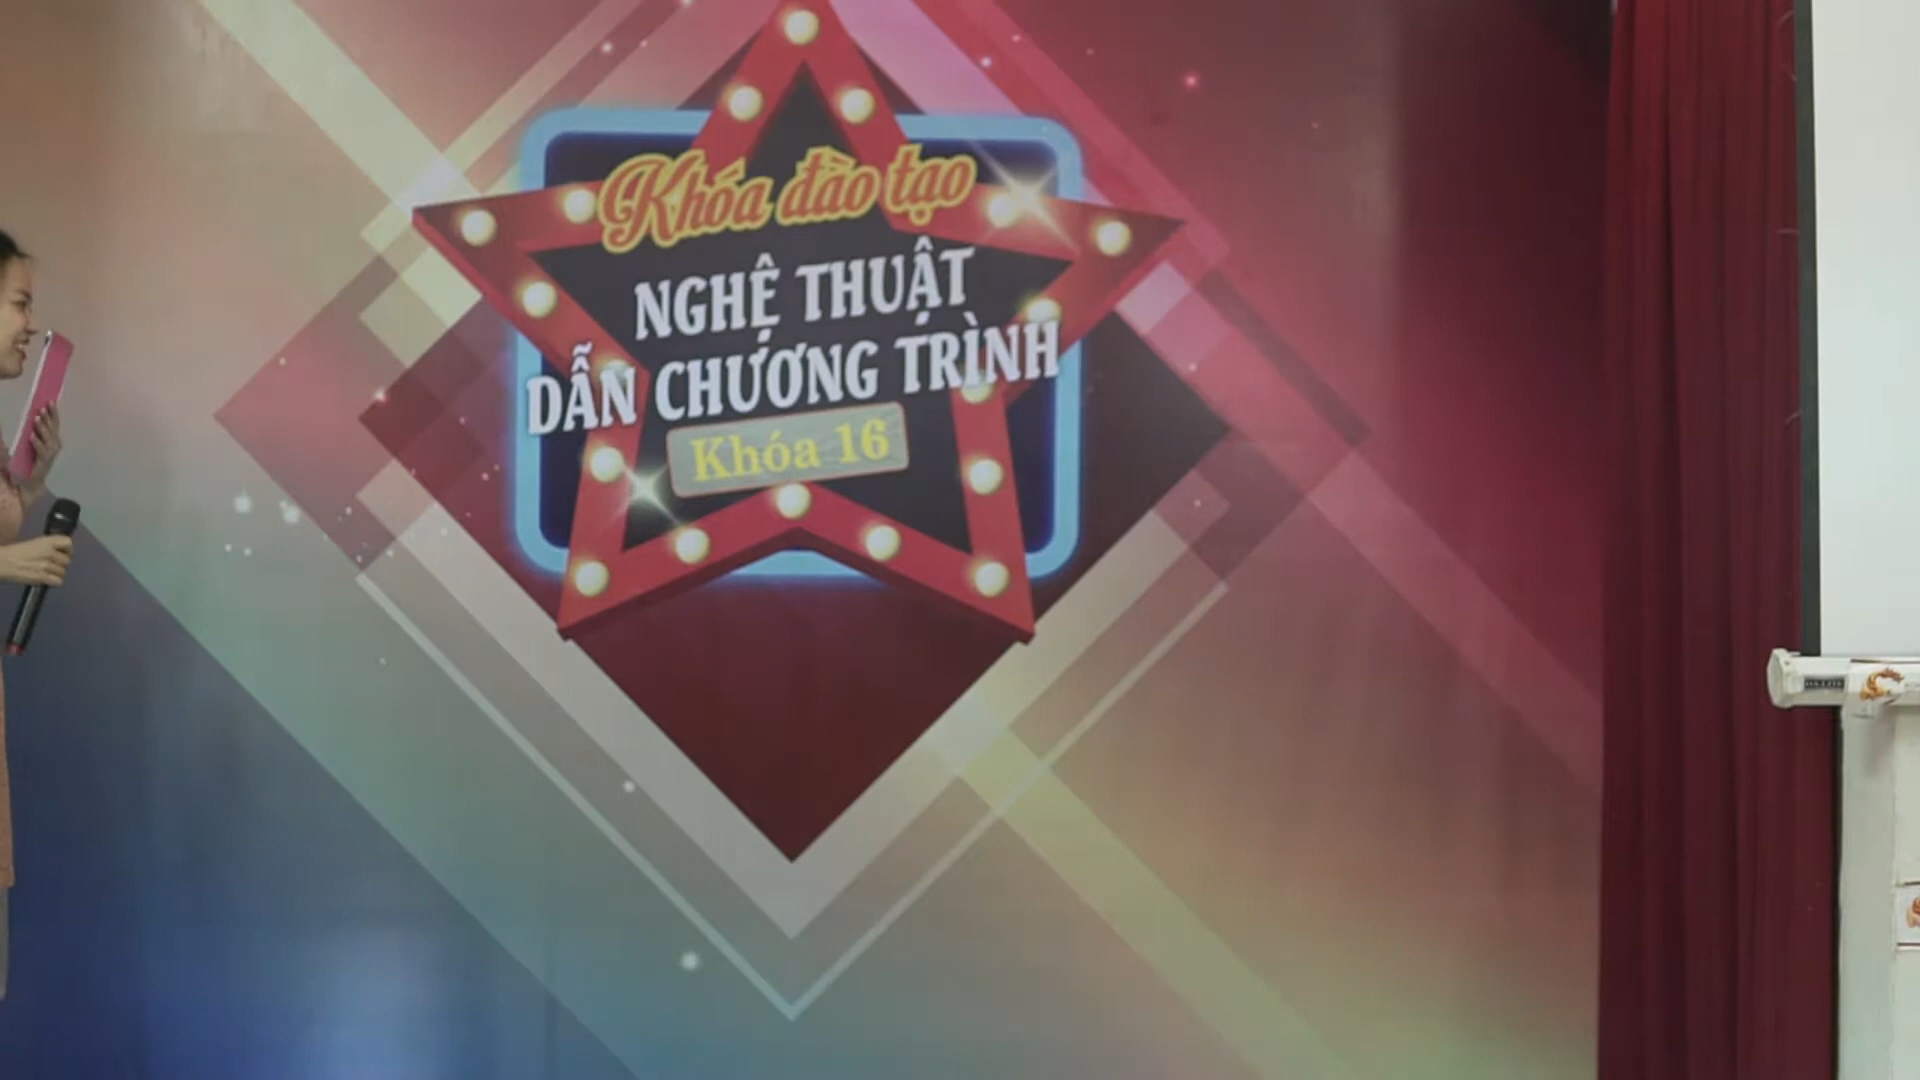 Khóa đào tạo
NGHỆ THUẬT
DẪN CHƯƠNG TRÌNH
Khóa 16